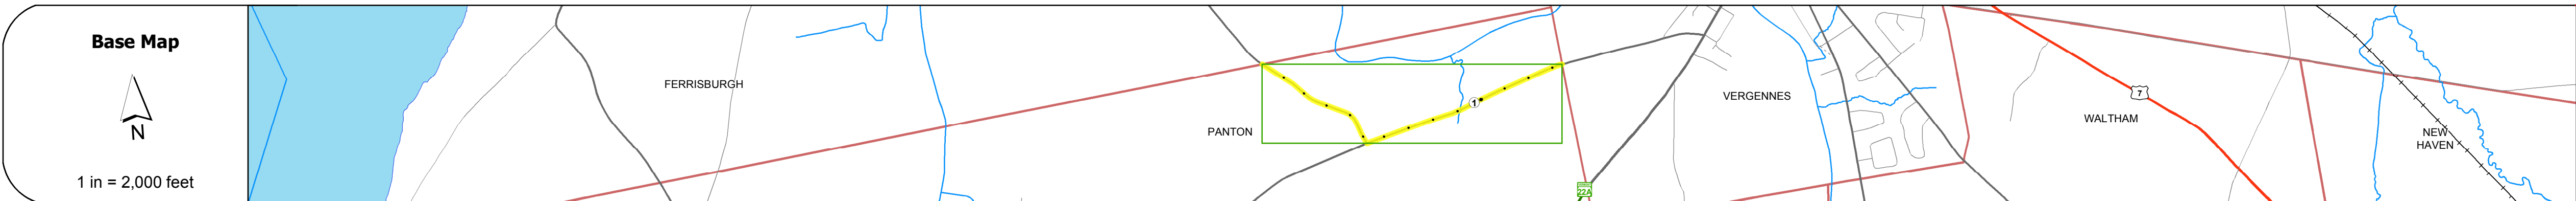 Base Map
N
1 in = 2,000 feet
FERRISBURGH
PANTON
1
22A
VERGENNES
7
WALTHAM
NEW
HAVEN